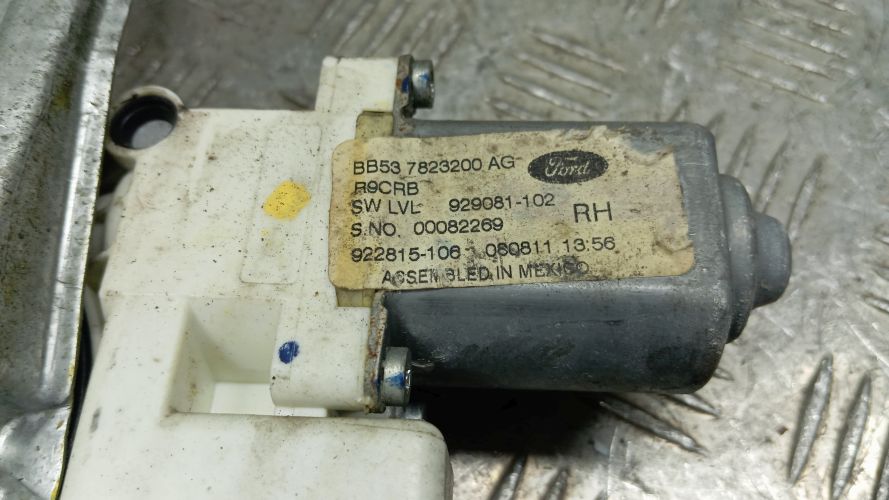 BB53 7823200 AG Ford
R9CRB
SW LVL 929081-102
RH
S.NO 00082269
922815-106 060811 13:56
ASSEMBLED IN MEXICO